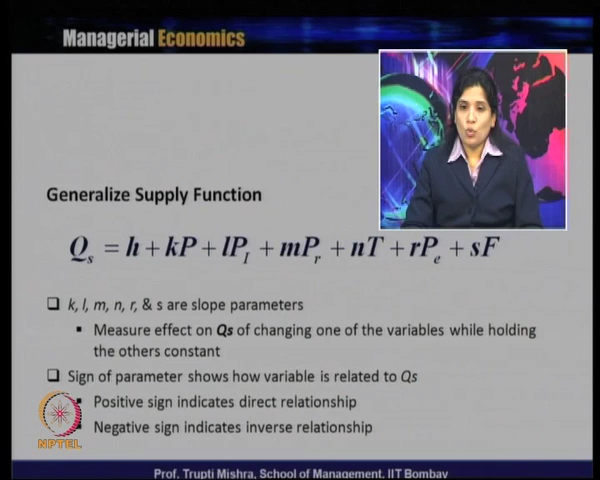 Managerial Economics
Generalize Supply Function
Qs = h + kP + lPI + mPr + nT + rPe + sF
❑ k, l, m, n, r, & s are slope parameters
▪ Measure effect on Qs of changing one of the variables while holding
the others constant
❑ Sign of parameter shows how variable is related to Qs
▪ Positive sign indicates direct relationship
▪ Negative sign indicates inverse relationship
NPTEL
Prof. Trupti Mishra, School of Management, IIT Bombay